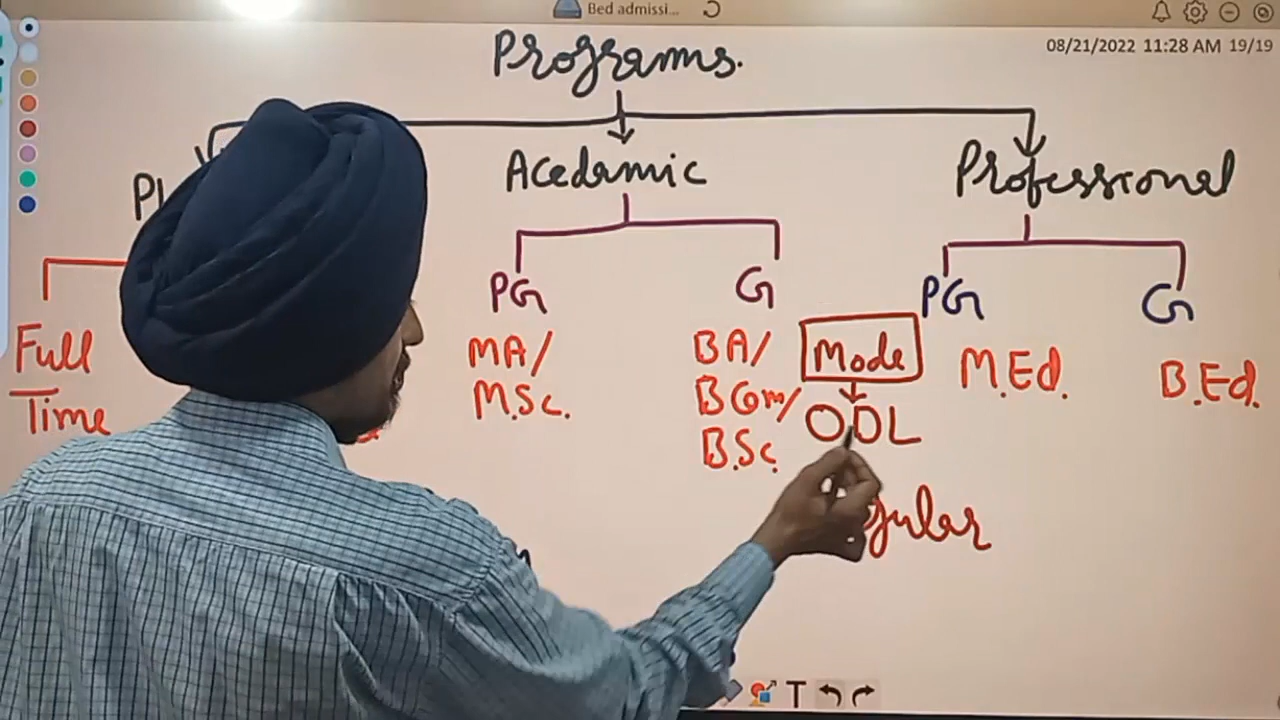 Bed admissi...
08/21/2022 11:28 AM 19/19
Programs.
Acedamic
Professional
PG
G
PG
G
Full
Time
MA/
M.Sc.
BA/
BCom/
B.Sc.
Mode
ODL
M.Ed.
B.Ed.
T